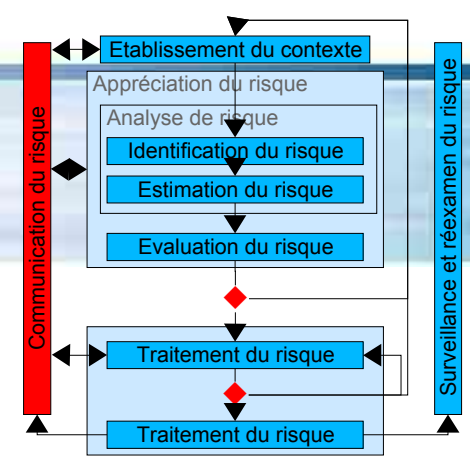 Etablissement du contexte
Appréciation du risque
Analyse de risque
Identification du risque
Estimation du risque
Evaluation du risque
Traitement du risque
Traitement du risque
Communication du risque
Surveillance et réexamen du risque